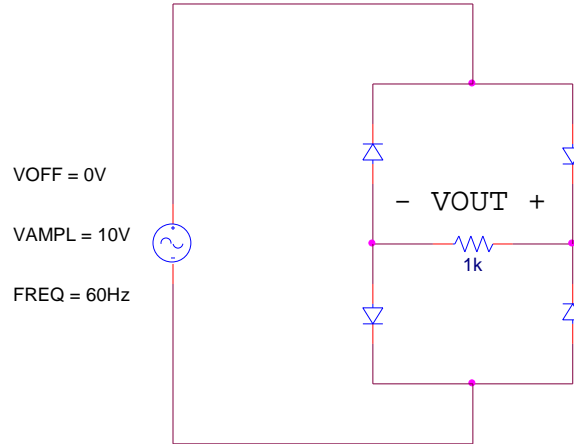 VOFF = 0V
- VOUT +
VAMPL = 10V
1k
FREQ = 60Hz